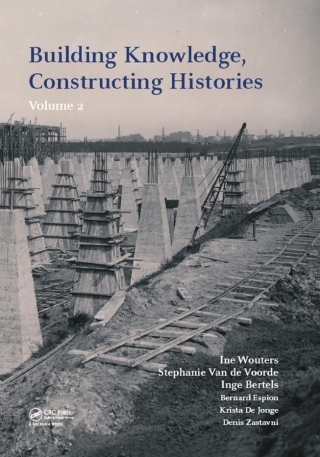 Building Knowledge,
Constructing Histories
Volume 2
Ine Wouters
Stephanie Van de Voorde
Inge Bertels
Bernard Espion
Krista De Jonge
Denis Zastavni
CRC Press